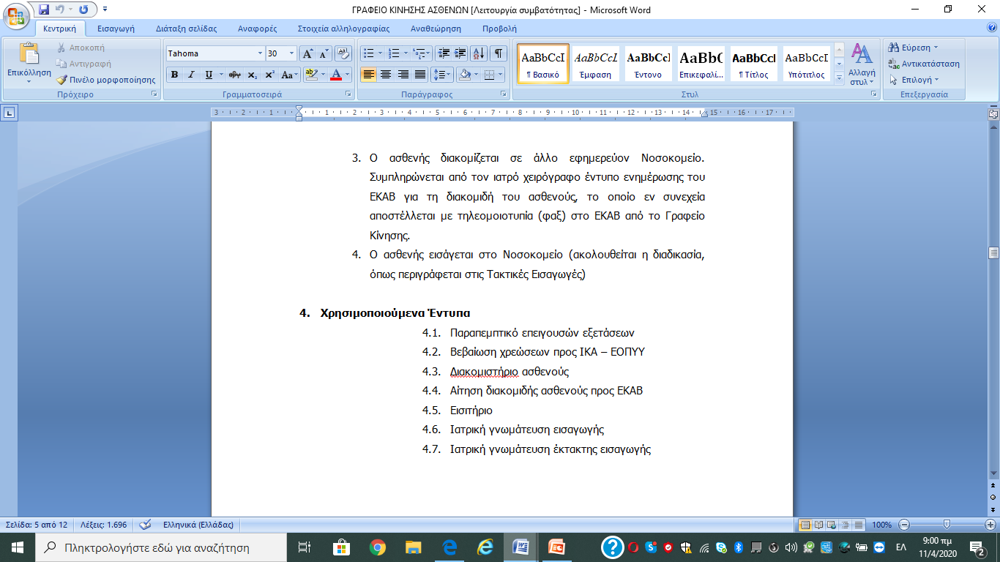 ΓΡΑΦΕΙΟ ΚΙΝΗΣΗΣ ΑΣΘΕΝΩΝ [Λειτουργία συμβατότητας] - Microsoft Word
Κεντρική Εισαγωγή Διάταξη σελίδας Αναφορές Στοιχεία αλληλογραφίας Αναθεώρηση Προβολή
Επικόλληση
Αποκοπή
Αντιγραφή
Πινέλο μορφοποίησης
Πρόχειρο
Tahoma 30
B I U abc x₂ x² Aa
Γραμματοσειρά
Παράγραφος
AaBbCcI AaBbCcL AaBbCcI AaBbC AaBbCcI AaBbCcI
¶ Βασικό Έμφαση Έντονο Επικεφαλί... ¶ Τίτλος Υπότιτλος
Αλλαγή στυλ
Στυλ
Εύρεση
Αντικατάσταση
Επιλογή
Επεξεργασία
3 2 1 1 2 3 4 5 6 7 8 9 10 11 12 13 14 15 16 17
3. Ο ασθενής διακομίζεται σε άλλο εφημερεύον Νοσοκομείο.
Συμπληρώνεται από τον ιατρό χειρόγραφο έντυπο ενημέρωσης του
ΕΚΑΒ για τη διακομιδή του ασθενούς, το οποίο εν συνεχεία
αποστέλλεται με τηλεομοιοτυπία (φαξ) στο ΕΚΑΒ από το Γραφείο
Κίνησης.
4. Ο ασθενής εισάγεται στο Νοσοκομείο (ακολουθείται η διαδικασία,
όπως περιγράφεται στις Τακτικές Εισαγωγές)
4. Χρησιμοποιούμενα Έντυπα
4.1. Παραπεμπτικό επειγουσών εξετάσεων
4.2. Βεβαίωση χρεώσεων προς ΙΚΑ – ΕΟΠΥΥ
4.3. Διακομιστήριο ασθενούς
4.4. Αίτηση διακομιδής ασθενούς προς ΕΚΑΒ
4.5. Εισιτήριο
4.6. Ιατρική γνωμάτευση εισαγωγής
4.7. Ιατρική γνωμάτευση έκτακτης εισαγωγής
Σελίδα: 5 από 12 Λέξεις: 1.696 Ελληνικά (Ελλάδας) 100%
Πληκτρολογήστε εδώ για αναζήτηση
ΕΛ
9:00 πμ
11/4/2020
2